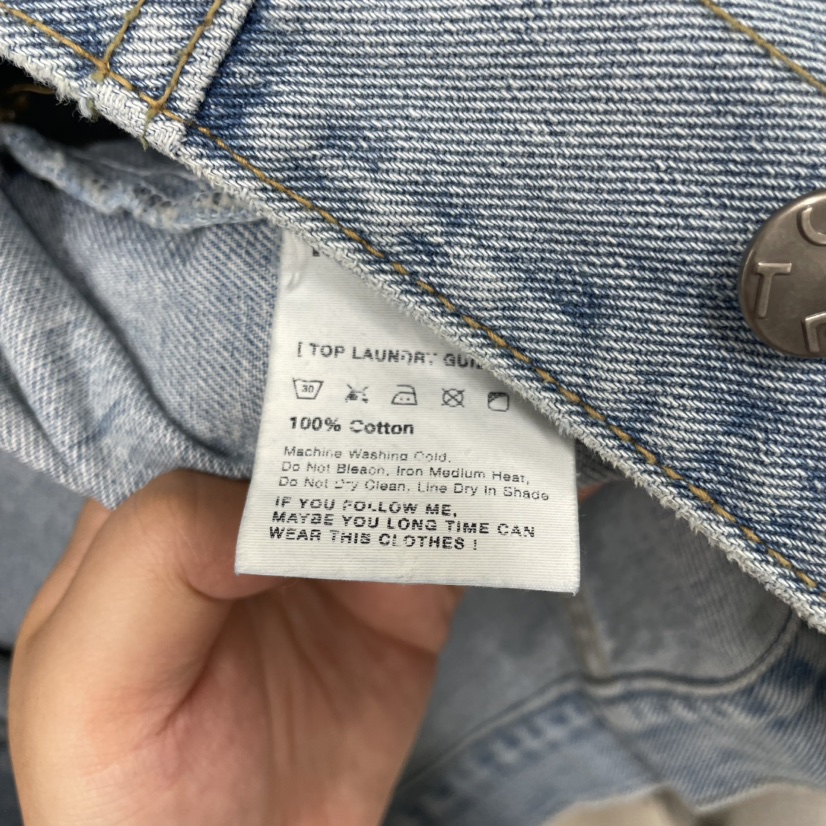 [ TOP LAUNDRY GUI
30
100% Cotton
Machine Washing Cold,
Do Not Bleach, Iron Medium Heat,
Do Not Dry Clean, Line Dry In Shade
IF YOU FOLLOW ME,
MAYBE YOU LONG TIME CAN
WEAR THIS CLOTHES !
T